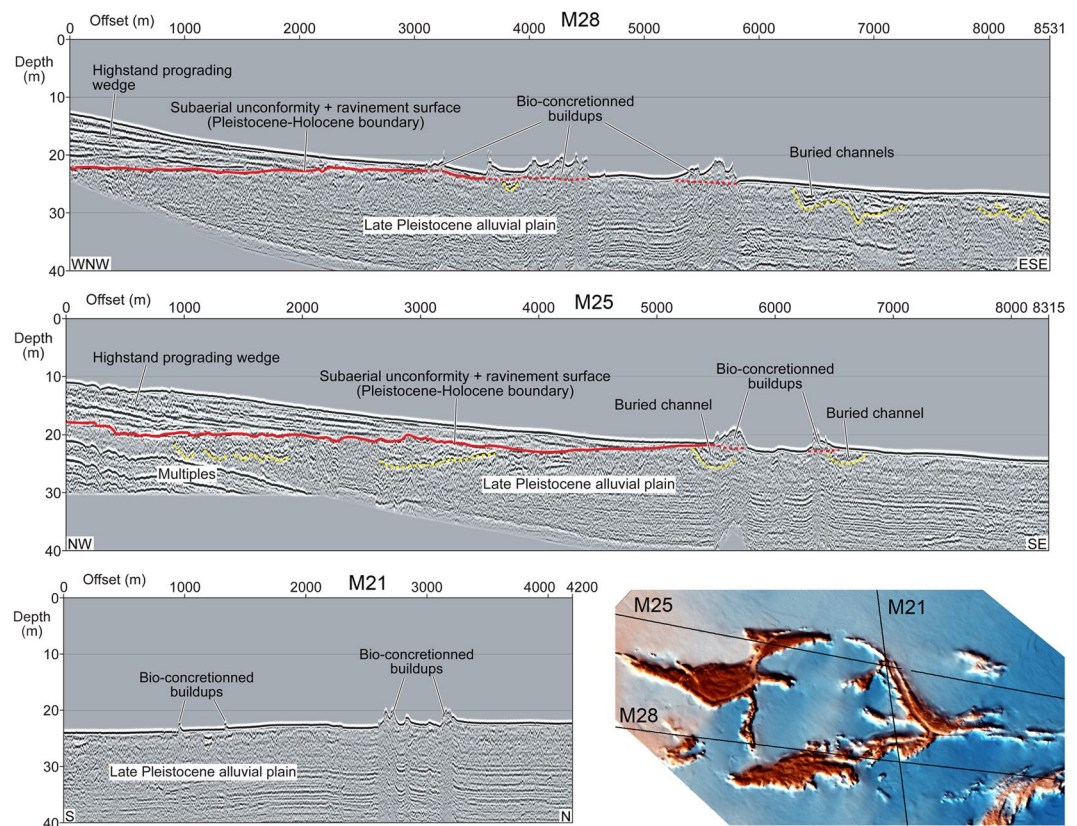 Offset (m)
M28
0 1000 2000 3000 4000 5000 6000 7000 8000 8531
Depth
(m)
0
10
20
30
40
Highstand prograding
wedge
Subaerial unconformity + ravinement surface
(Pleistocene-Holocene boundary)
Bio-concretionned
buildups
Buried channels
Late Pleistocene alluvial plain
WNW
ESE
Offset (m)
M25
0 1000 2000 3000 4000 5000 6000 7000 8000 8315
Depth
(m)
0
10
20
30
40
Highstand prograding wedge
Subaerial unconformity + ravinement surface
(Pleistocene-Holocene boundary)
Bio-concretionned
buildups
Buried channel
Buried channel
Multiples
Late Pleistocene alluvial plain
NW
SE
Offset (m)
M21
0 1000 2000 3000 4000 4200
Depth
(m)
0
10
20
30
40
Bio-concretionned
buildups
Bio-concretionned
buildups
Late Pleistocene alluvial plain
S
N
M25
M21
M28